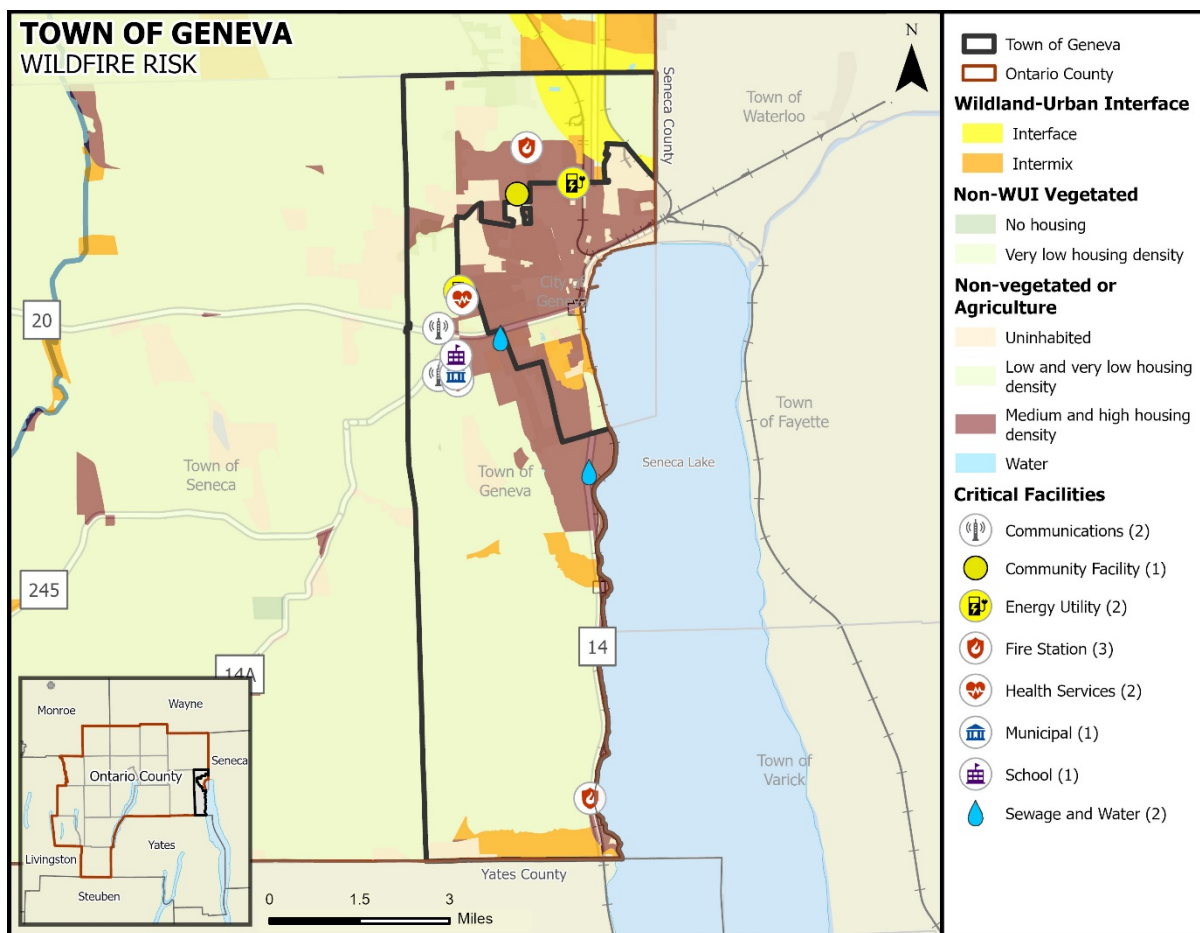 TOWN OF GENEVA
WILDFIRE RISK
N
Seneca County
Town of
Waterloo
City of
Geneva
20
Town of
Fayette
Seneca Lake
Town of
Seneca
Town of
Geneva
245
14
14A
Town of
Varick
Yates County
Monroe
Wayne
Seneca
Ontario County
Livingston
Yates
Steuben
0
1.5
3
Miles
Town of Geneva
Ontario County
Wildland-Urban Interface
Interface
Intermix
Non-WUI Vegetated
No housing
Very low housing density
Non-vegetated or
Agriculture
Uninhabited
Low and very low housing
density
Medium and high housing
density
Water
Critical Facilities
Communications (2)
Community Facility (1)
Energy Utility (2)
Fire Station (3)
Health Services (2)
Municipal (1)
School (1)
Sewage and Water (2)